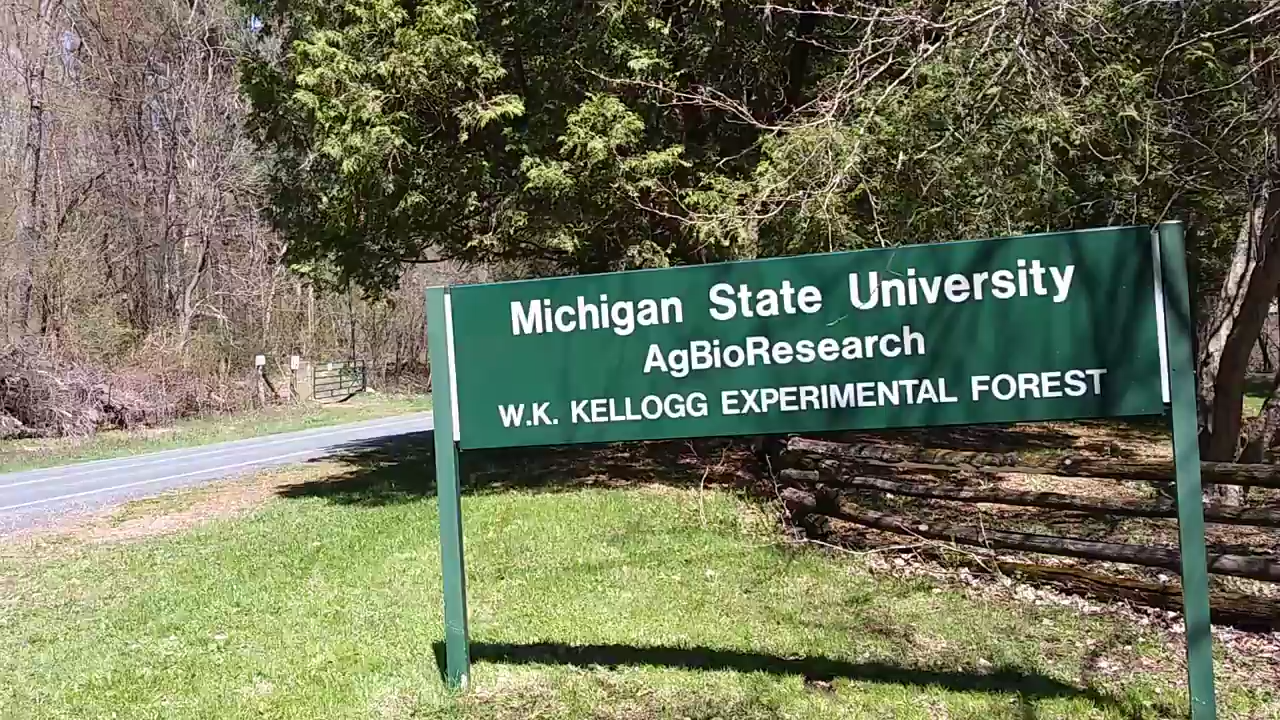 Michigan State University
AgBioResearch
W.K. KELLOGG EXPERIMENTAL FOREST